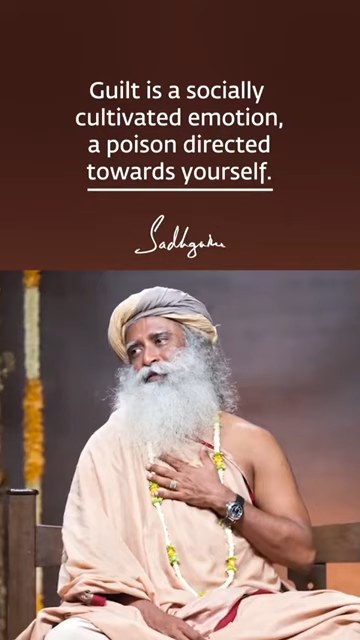 Guilt is a socially
cultivated emotion,
a poison directed
towards yourself.
Sadhguru